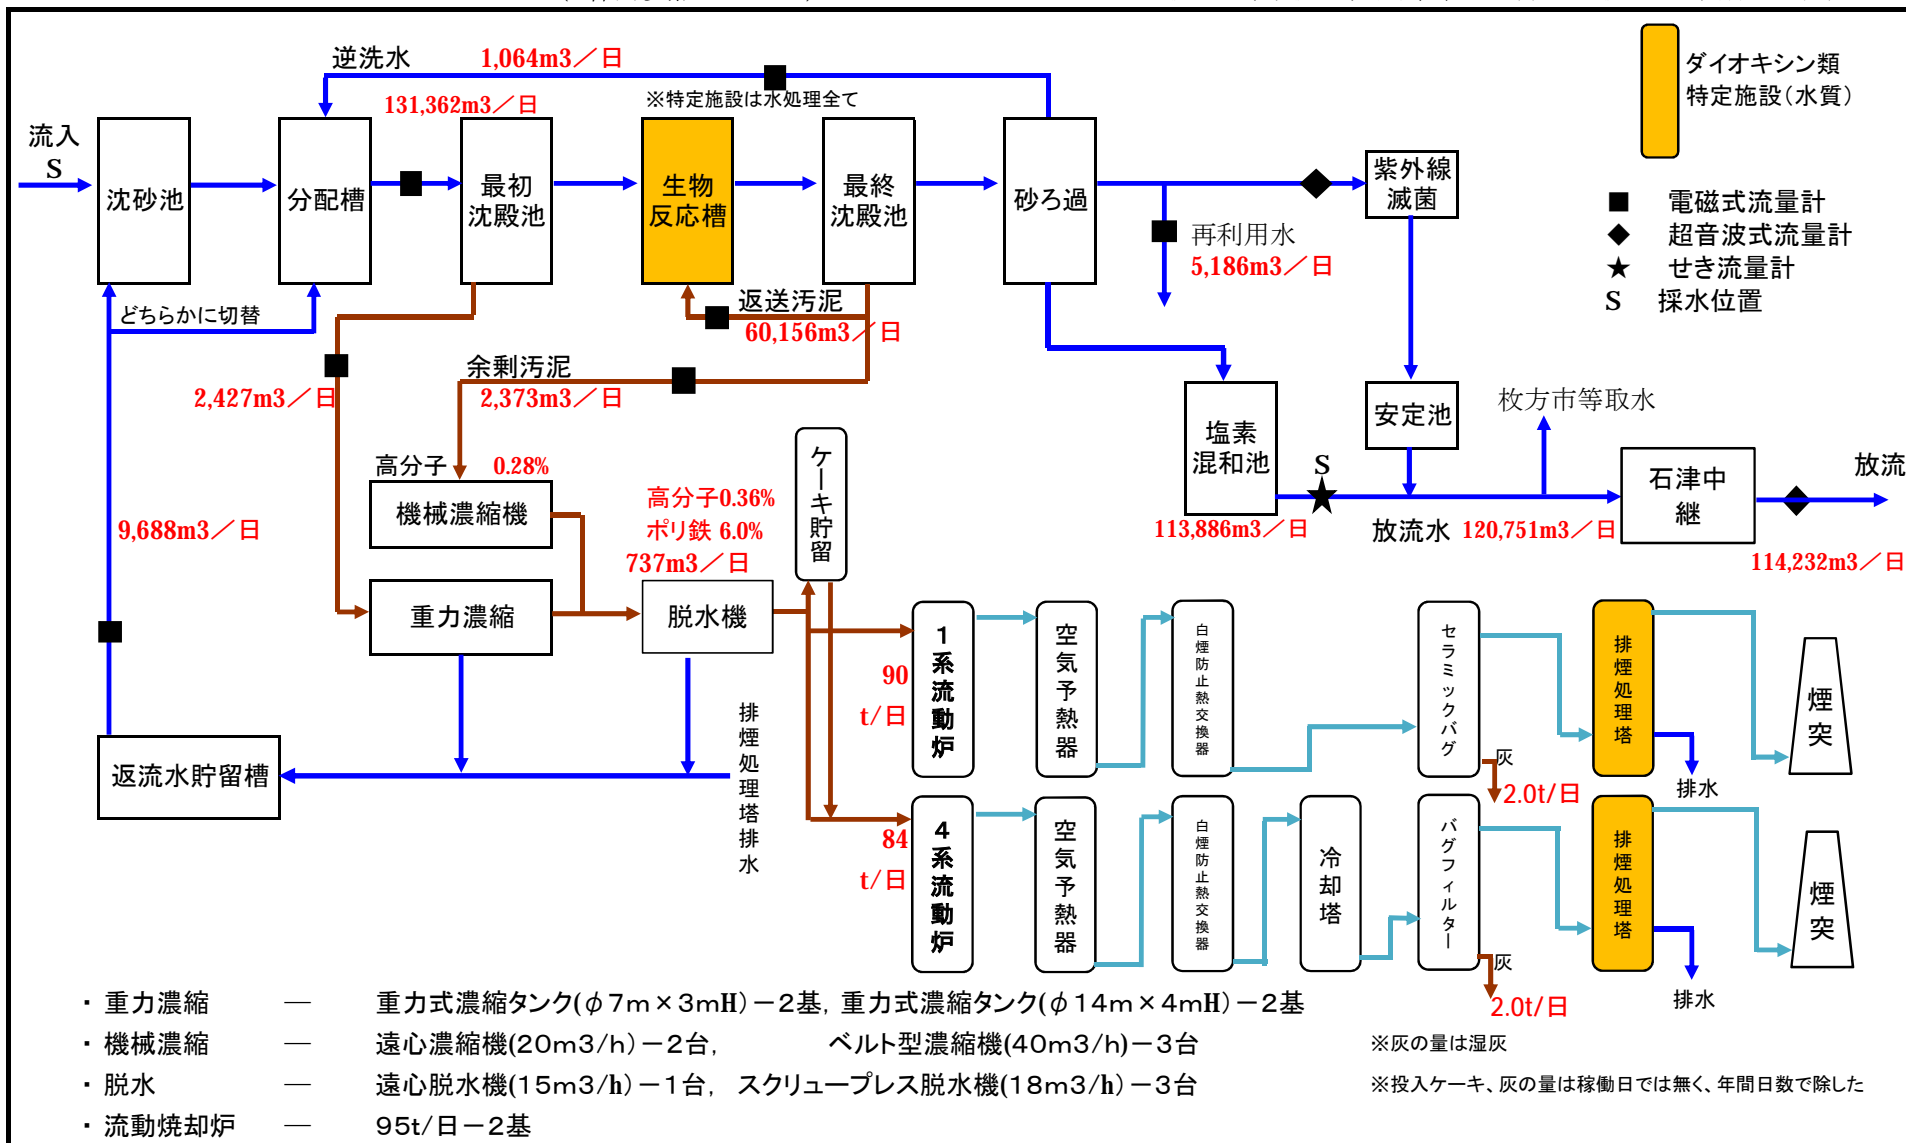 逆洗水 1,064m3／日
131,362m3／日
※特定施設は水処理全て
ダイオキシン類
特定施設（水質）
流入
S
沈砂池
分配槽
最初
沈殿池
生物
反応槽
最終
沈殿池
砂ろ過
紫外線
滅菌
■ 電磁式流量計
◆ 超音波式流量計
★ せき流量計
S 採水位置
再利用水
5,186m3／日
どちらかに切替
返送汚泥
60,156m3／日
余剰汚泥
2,373m3／日
2,427m3／日
高分子 0.28%
機械濃縮機
高分子0.36%
ポリ鉄 6.0%
737m3／日
ケーキ貯留
塩素
混和池
S
安定池
枚方市等取水
石津中
継
放流
113,886m3／日
放流水 120,751m3／日
114,232m3／日
9,688m3／日
重力濃縮
脱水機
返流水貯留槽
排煙処理塔排水
90
t/日
1系流動炉
空気予熱器
白煙防止熱交換器
セラミックバグ
灰
2.0t/日
排煙処理塔
排水
煙突
84
t/日
4系流動炉
空気予熱器
白煙防止熱交換器
冷却塔
バグフィルター
灰
2.0t/日
排煙処理塔
排水
煙突
・ 重力濃縮 ― 重力式濃縮タンク(φ7m×3mH)－2基, 重力式濃縮タンク(φ14m×4mH)－2基
・ 機械濃縮 ― 遠心濃縮機(20m3/h)－2台, ベルト型濃縮機(40m3/h)－3台
・ 脱水 ― 遠心脱水機(15m3/h)－1台, スクリュープレス脱水機(18m3/h)－3台
・ 流動焼却炉 ― 95t/日－2基
※灰の量は湿灰
※投入ケーキ、灰の量は稼働日では無く、年間日数で除した